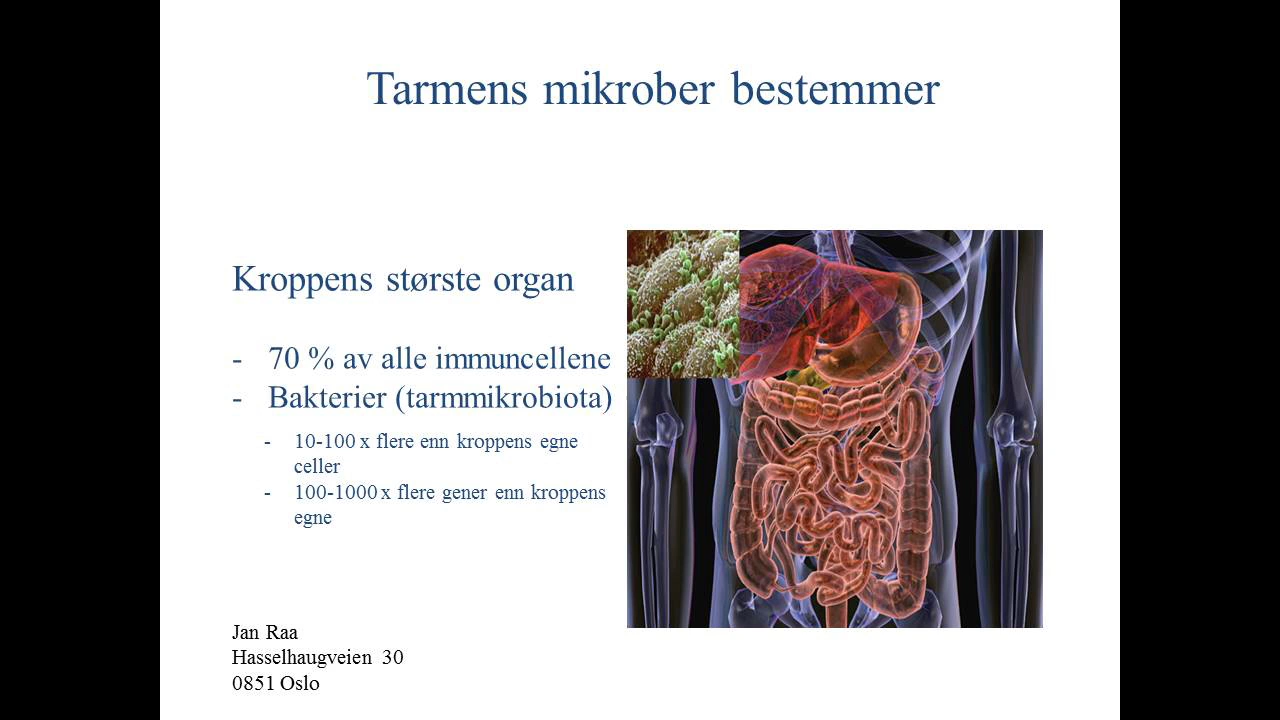 Tarmens mikrober bestemmer
Kroppens største organ
- 70 % av alle immuncellene
- Bakterier (tarmmikrobiota)
- 10-100 x flere enn kroppens egne
celler
- 100-1000 x flere gener enn kroppens
egne
Jan Raa
Hasselhaugveien 30
0851 Oslo